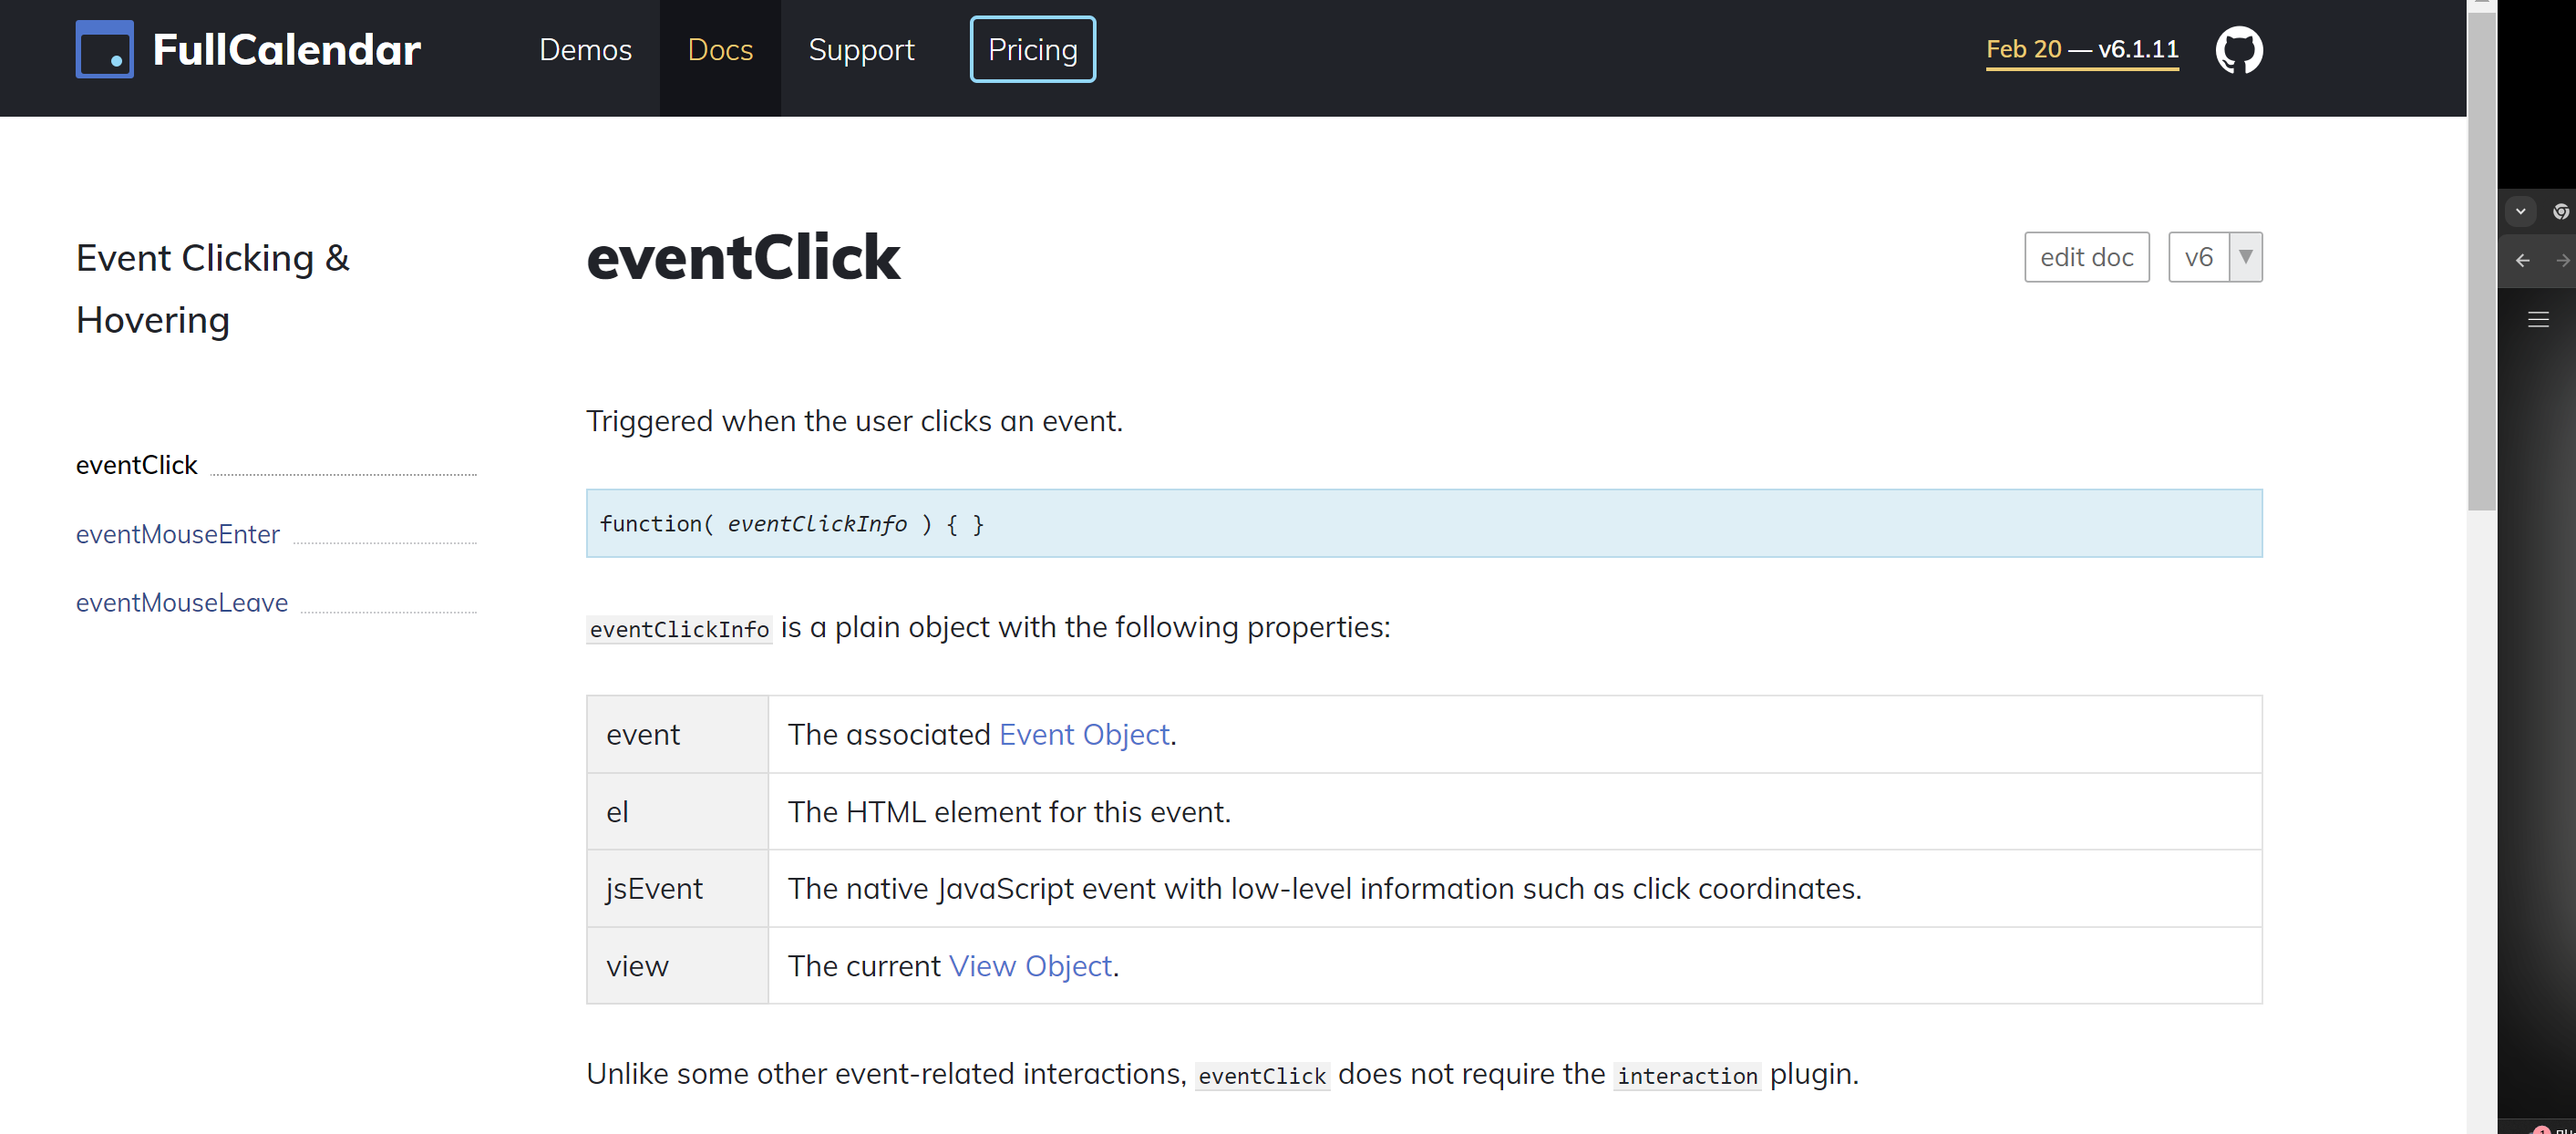 FullCalendar Demos Docs Support Pricing Feb 20 — v6.1.11
Event Clicking &
Hovering
eventClick
eventMouseEnter
eventMouseLeave
eventClick
edit doc v6 ▼
Triggered when the user clicks an event.
function( eventClickInfo ) { }
eventClickInfo is a plain object with the following properties:
event The associated Event Object.
el The HTML element for this event.
jsEvent The native JavaScript event with low-level information such as click coordinates.
view The current View Object.
Unlike some other event-related interactions, eventClick does not require the interaction plugin.